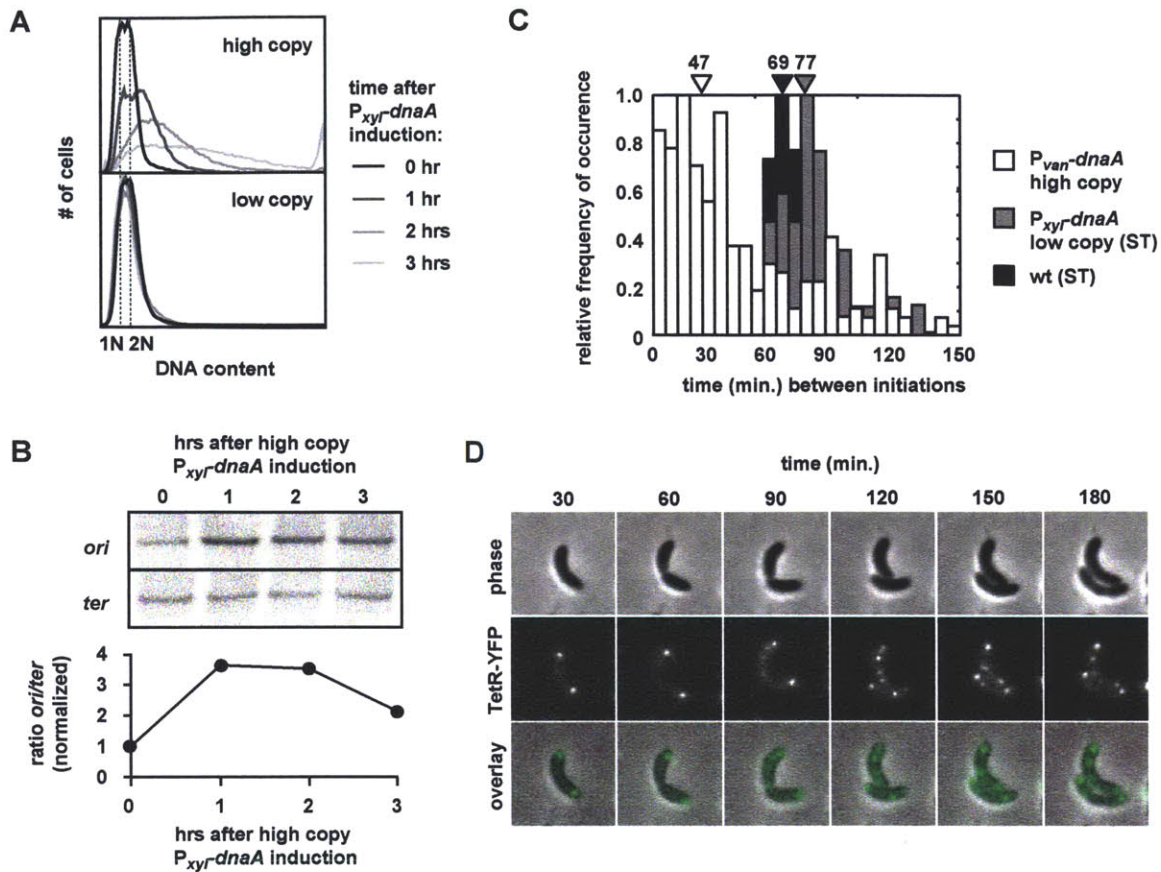 A
high copy
low copy
# of cells
1N 2N
DNA content
time after
Pxyl-dnaA
induction:
0 hr
1 hr
2 hrs
3 hrs
B
hrs after high copy
Pxyl-dnaA induction
0 1 2 3
ori
ter
ratio ori/ter
(normalized)
4
3
2
1
0
0 1 2 3
hrs after high copy
Pxyl-dnaA induction
C
47 69 77
relative frequency of occurence
1.0
0.8
0.6
0.4
0.2
0
0 30 60 90 120 150
time (min.) between initiations
Pvan-dnaA
high copy
Pxyl-dnaA
low copy (ST)
wt (ST)
D
time (min.)
30 60 90 120 150 180
phase
TetR-YFP
overlay